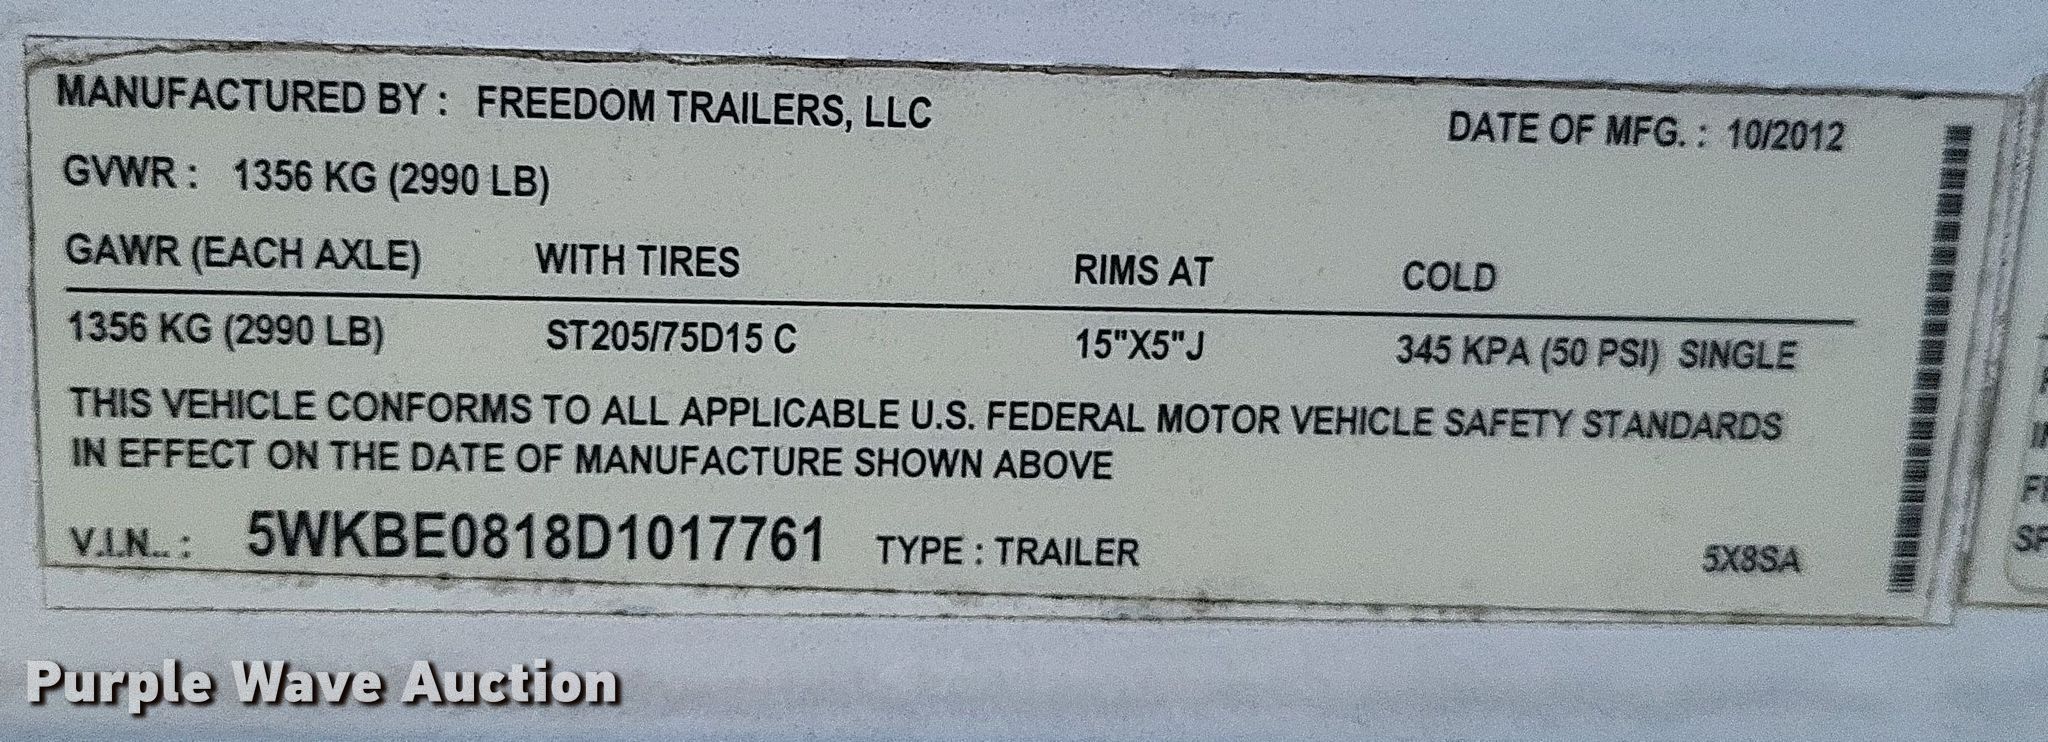 MANUFACTURED BY : FREEDOM TRAILERS, LLC DATE OF MFG. : 10/2012
GVWR : 1356 KG (2990 LB)
GAWR (EACH AXLE) WITH TIRES RIMS AT COLD
1356 KG (2990 LB) ST205/75D15 C 15"X5"J 345 KPA (50 PSI) SINGLE
THIS VEHICLE CONFORMS TO ALL APPLICABLE U.S. FEDERAL MOTOR VEHICLE SAFETY STANDARDS
IN EFFECT ON THE DATE OF MANUFACTURE SHOWN ABOVE
V.I.N.. : 5WKBE0818D1017761 TYPE : TRAILER 5X8SA
Purple Wave Auction